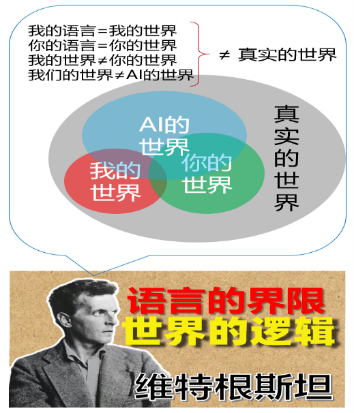 我的语言=我的世界
你的语言=你的世界
我的世界≠你的世界
我们的世界≠AI的世界
≠ 真实的世界
AI的
世界
我的
世界
你的
世界
真实的世界
语言的界限
世界的逻辑
维特根斯坦